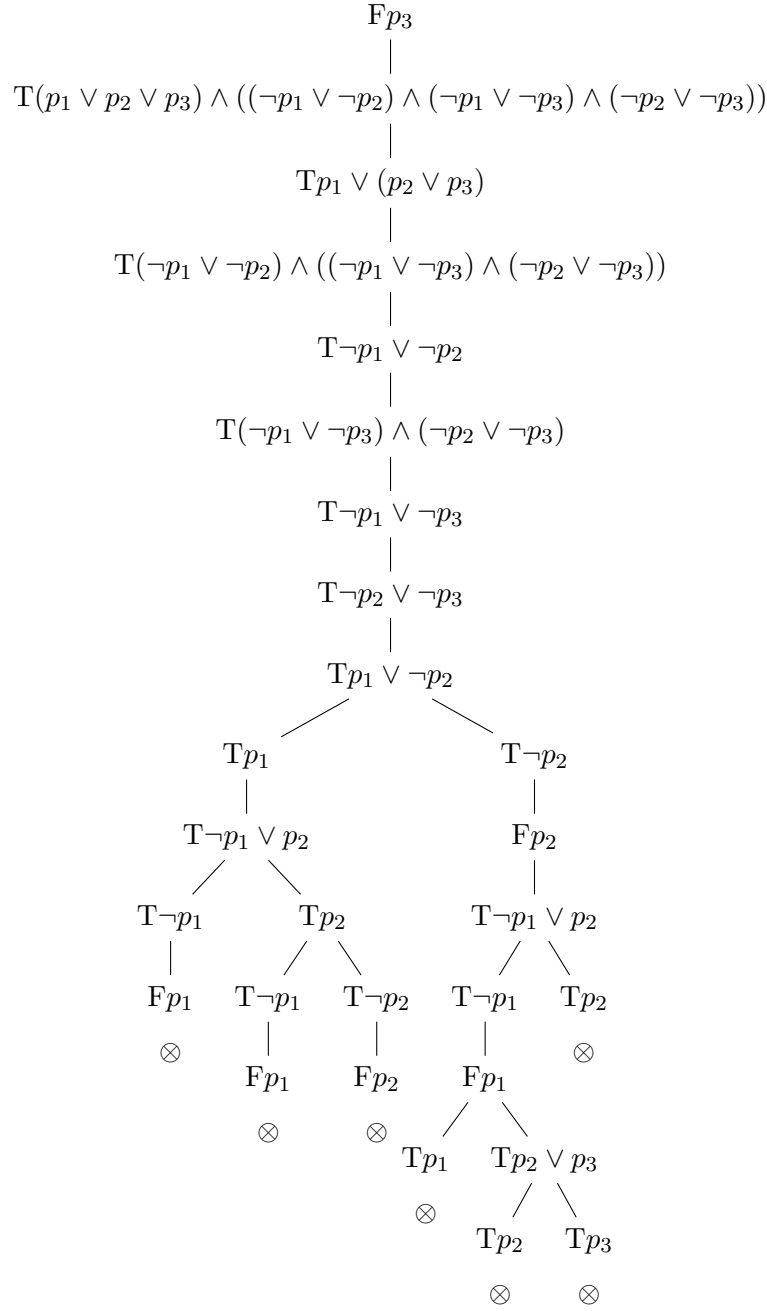 Fp₃
T(p₁ ∨ p₂ ∨ p₃) ∧ ((¬p₁ ∨ ¬p₂) ∧ (¬p₁ ∨ ¬p₃) ∧ (¬p₂ ∨ ¬p₃))
Tp₁ ∨ (p₂ ∨ p₃)
T(¬p₁ ∨ ¬p₂) ∧ ((¬p₁ ∨ ¬p₃) ∧ (¬p₂ ∨ ¬p₃))
T¬p₁ ∨ ¬p₂
T(¬p₁ ∨ ¬p₃) ∧ (¬p₂ ∨ ¬p₃)
T¬p₁ ∨ ¬p₃
T¬p₂ ∨ ¬p₃
Tp₁ ∨ ¬p₂
Tp₁ T¬p₂
T¬p₁ ∨ p₂ Fp₂
T¬p₁ Tp₂ T¬p₁ ∨ p₂
Fp₁ T¬p₁ T¬p₂ T¬p₁ Tp₂
⊗ ⊗
Fp₁ Fp₂ Fp₁
⊗ ⊗
Tp₁ Tp₂ ∨ p₃
⊗
Tp₂ Tp₃
⊗ ⊗